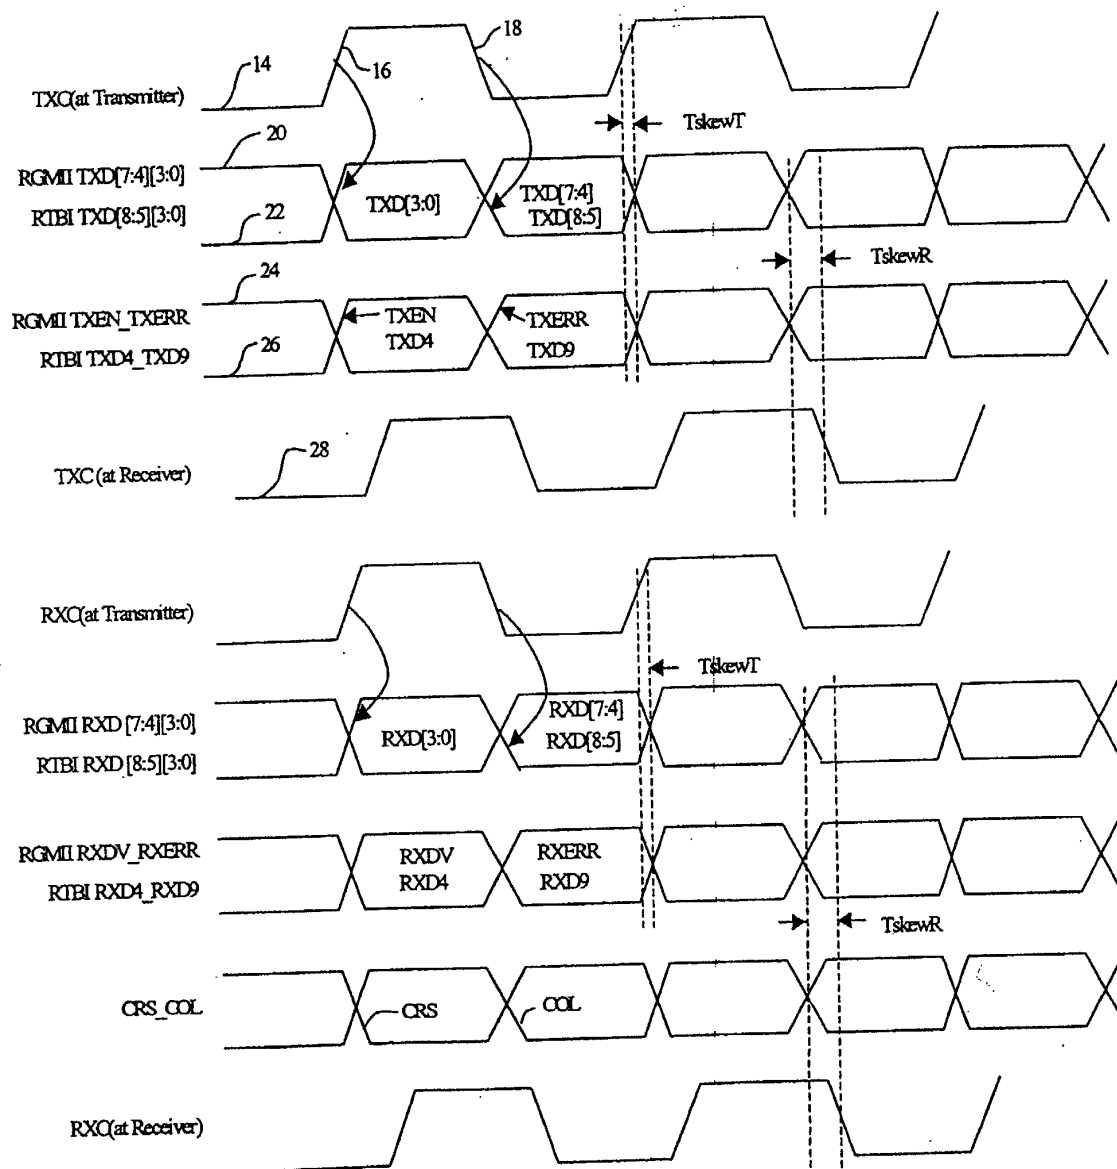 18
14
16
TXC(at Transmitter)
TskewT
20
RGMII TXD[7:4][3:0]
TXD[3:0]
TXD[7:4]
RTBI TXD[8:5][3:0]
TXD[8:5]
22
TskewR
24
RGMII TXEN_TXERR
TXEN
TXERR
RTBI TXD4_TXD9
TXD4
TXD9
26
28
TXC (at Receiver)
RXC(at Transmitter)
TskewT
RGMII RXD [7:4][3:0]
RXD[3:0]
RXD[7:4]
RTBI RXD [8:5][3:0]
RXD[8:5]
RGMII RXDV_RXERR
RXDV
RXERR
RTBI RXD4_RXD9
RXD4
RXD9
TskewR
CRS_COL
CRS
COL
RXC(at Receiver)